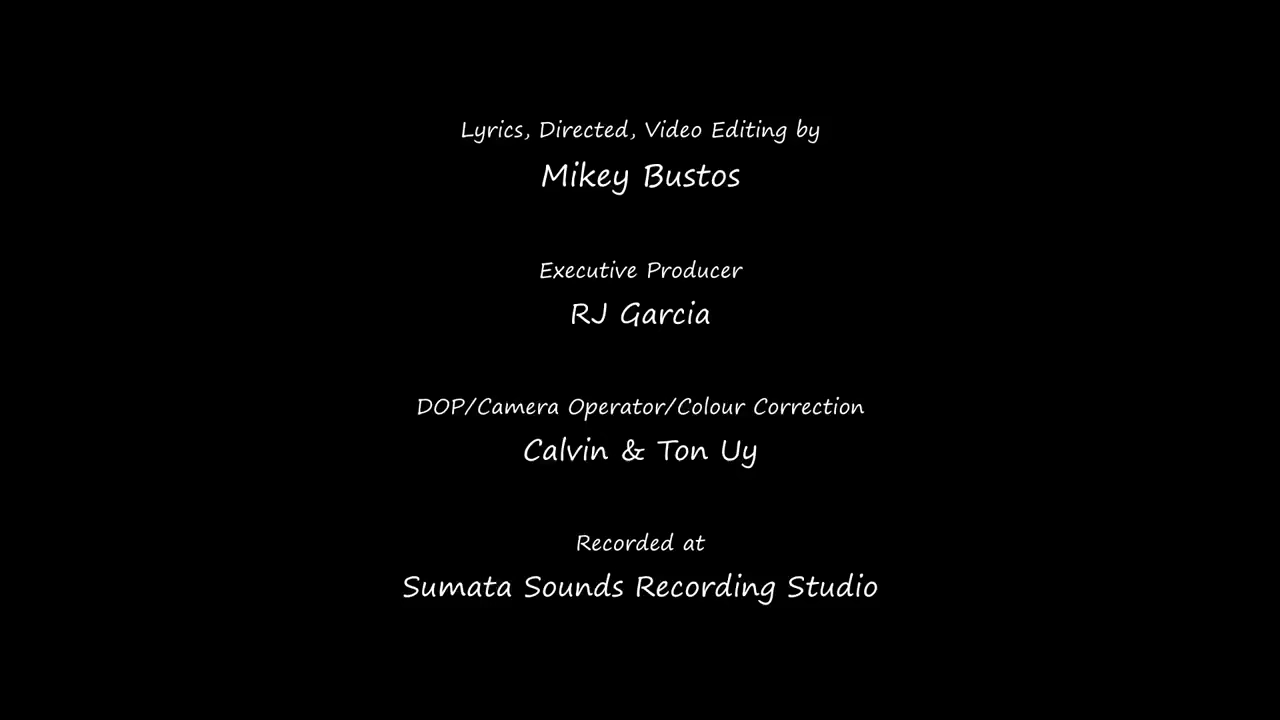 Lyrics, Directed, Video Editing by
Mikey Bustos
Executive Producer
RJ Garcia
DOP/Camera Operator/Colour Correction
Calvin & Ton Uy
Recorded at
Sumata Sounds Recording Studio